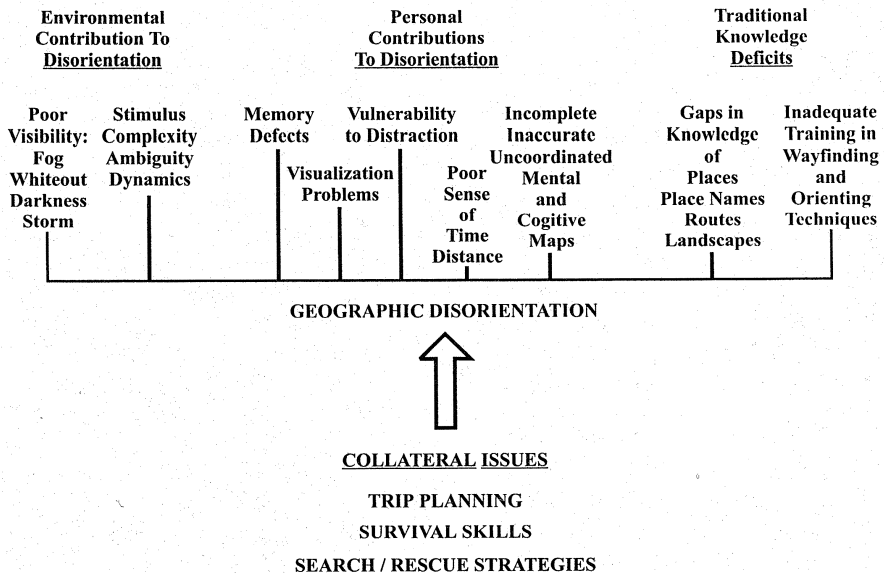 Environmental
Contribution To
Disorientation
Personal
Contributions
To Disorientation
Traditional
Knowledge
Deficits
Poor
Visibility:
Fog
Whiteout
Darkness
Storm
Stimulus
Complexity
Ambiguity
Dynamics
Memory
Defects
Visualization
Problems
Vulnerability
to Distraction
Poor
Sense
of
Time
Distance
Incomplete
Inaccurate
Uncoordinated
Mental
and
Cogitive
Maps
Gaps in
Knowledge
of
Places
Place Names
Routes
Landscapes
Inadequate
Training in
Wayfinding
and
Orienting
Techniques
GEOGRAPHIC DISORIENTATION
COLLATERAL ISSUES
TRIP PLANNING
SURVIVAL SKILLS
SEARCH / RESCUE STRATEGIES